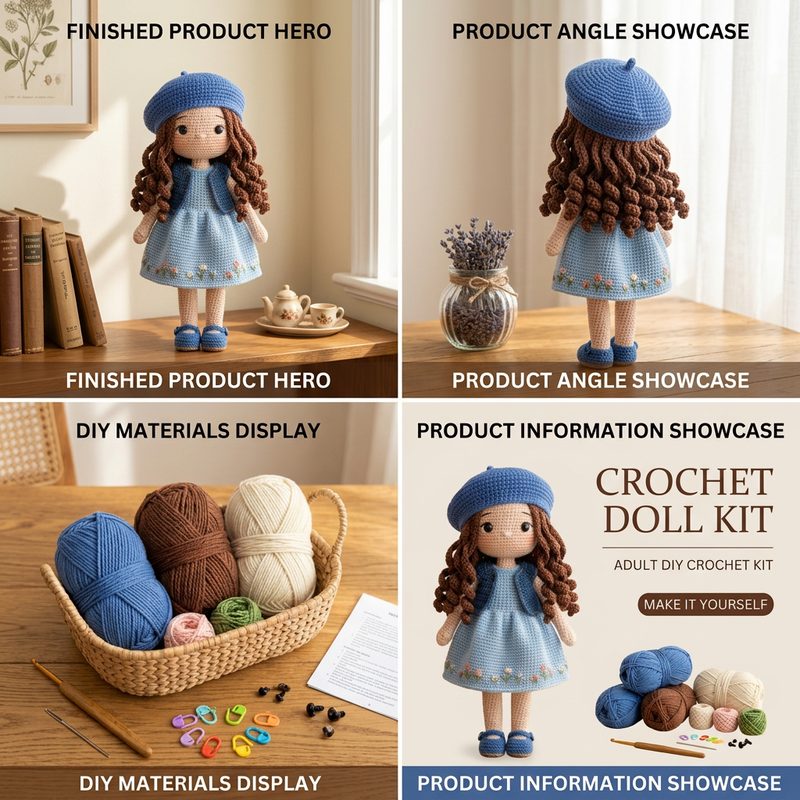 FINISHED PRODUCT HERO
FINISHED PRODUCT HERO
PRODUCT ANGLE SHOWCASE
PRODUCT ANGLE SHOWCASE
DIY MATERIALS DISPLAY
DIY MATERIALS DISPLAY
PRODUCT INFORMATION SHOWCASE
CROCHET
DOLL KIT
ADULT DIY CROCHET KIT
MAKE IT YOURSELF
PRODUCT INFORMATION SHOWCASE